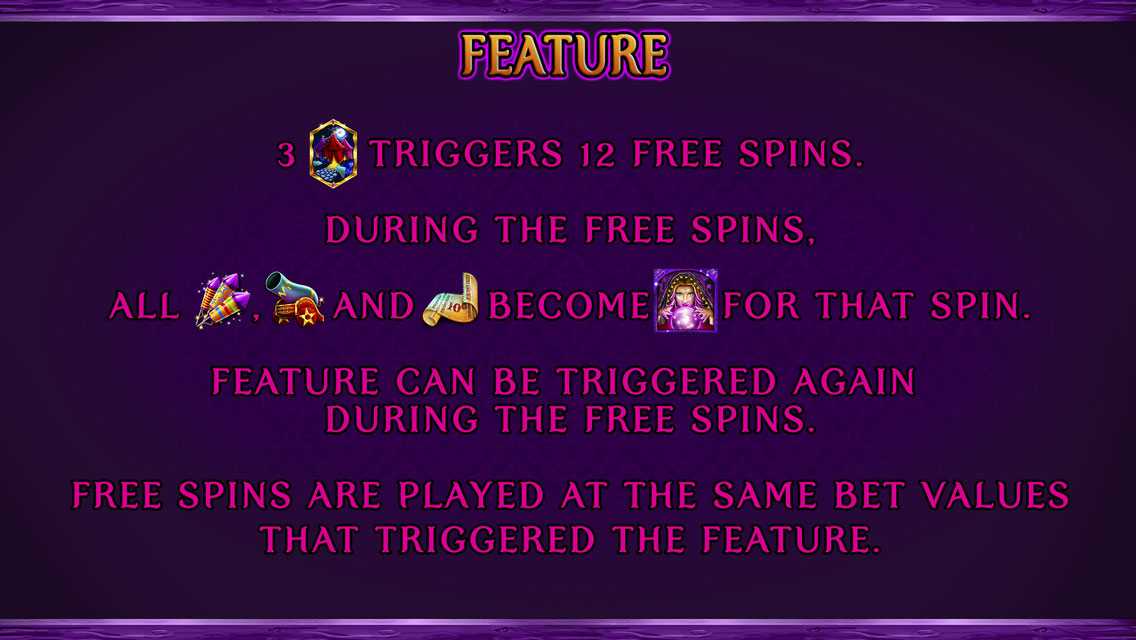 FEATURE
3 TRIGGERS 12 FREE SPINS.
DURING THE FREE SPINS,
ALL , AND BECOME FOR THAT SPIN.
FEATURE CAN BE TRIGGERED AGAIN
DURING THE FREE SPINS.
FREE SPINS ARE PLAYED AT THE SAME BET VALUES
THAT TRIGGERED THE FEATURE.